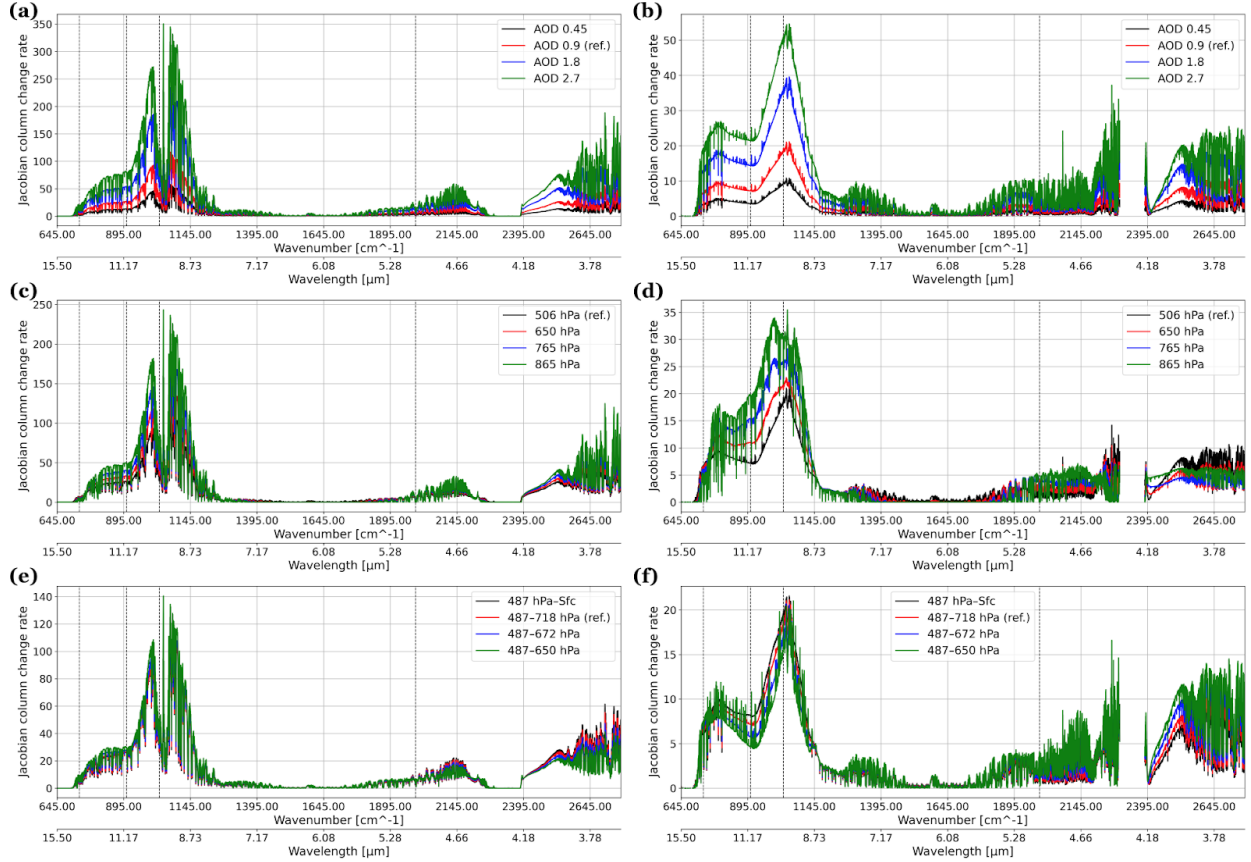 (a)
Jacobian column change rate
350
300
250
200
150
100
50
0
AOD 0.45
AOD 0.9 (ref.)
AOD 1.8
AOD 2.7
645.00 895.00 1145.00 1395.00 1645.00 1895.00 2145.00 2395.00 2645.00
Wavenumber [cm^-1]
15.50 11.17 8.73 7.17 6.08 5.28 4.66 4.18 3.78
Wavelength [µm]
(b)
Jacobian column change rate
50
40
30
20
10
0
AOD 0.45
AOD 0.9 (ref.)
AOD 1.8
AOD 2.7
645.00 895.00 1145.00 1395.00 1645.00 1895.00 2145.00 2395.00 2645.00
Wavenumber [cm^-1]
15.50 11.17 8.73 7.17 6.08 5.28 4.66 4.18 3.78
Wavelength [µm]
(c)
Jacobian column change rate
250
200
150
100
50
0
506 hPa (ref.)
650 hPa
765 hPa
865 hPa
645.00 895.00 1145.00 1395.00 1645.00 1895.00 2145.00 2395.00 2645.00
Wavenumber [cm^-1]
15.50 11.17 8.73 7.17 6.08 5.28 4.66 4.18 3.78
Wavelength [µm]
(d)
Jacobian column change rate
35
30
25
20
15
10
5
0
506 hPa (ref.)
650 hPa
765 hPa
865 hPa
645.00 895.00 1145.00 1395.00 1645.00 1895.00 2145.00 2395.00 2645.00
Wavenumber [cm^-1]
15.50 11.17 8.73 7.17 6.08 5.28 4.66 4.18 3.78
Wavelength [µm]
(e)
Jacobian column change rate
140
120
100
80
60
40
20
0
487 hPa–Sfc
487–718 hPa (ref.)
487–672 hPa
487–650 hPa
645.00 895.00 1145.00 1395.00 1645.00 1895.00 2145.00 2395.00 2645.00
Wavenumber [cm^-1]
15.50 11.17 8.73 7.17 6.08 5.28 4.66 4.18 3.78
Wavelength [µm]
(f)
Jacobian column change rate
20
15
10
5
0
487 hPa–Sfc
487–718 hPa (ref.)
487–672 hPa
487–650 hPa
645.00 895.00 1145.00 1395.00 1645.00 1895.00 2145.00 2395.00 2645.00
Wavenumber [cm^-1]
15.50 11.17 8.73 7.17 6.08 5.28 4.66 4.18 3.78
Wavelength [µm]